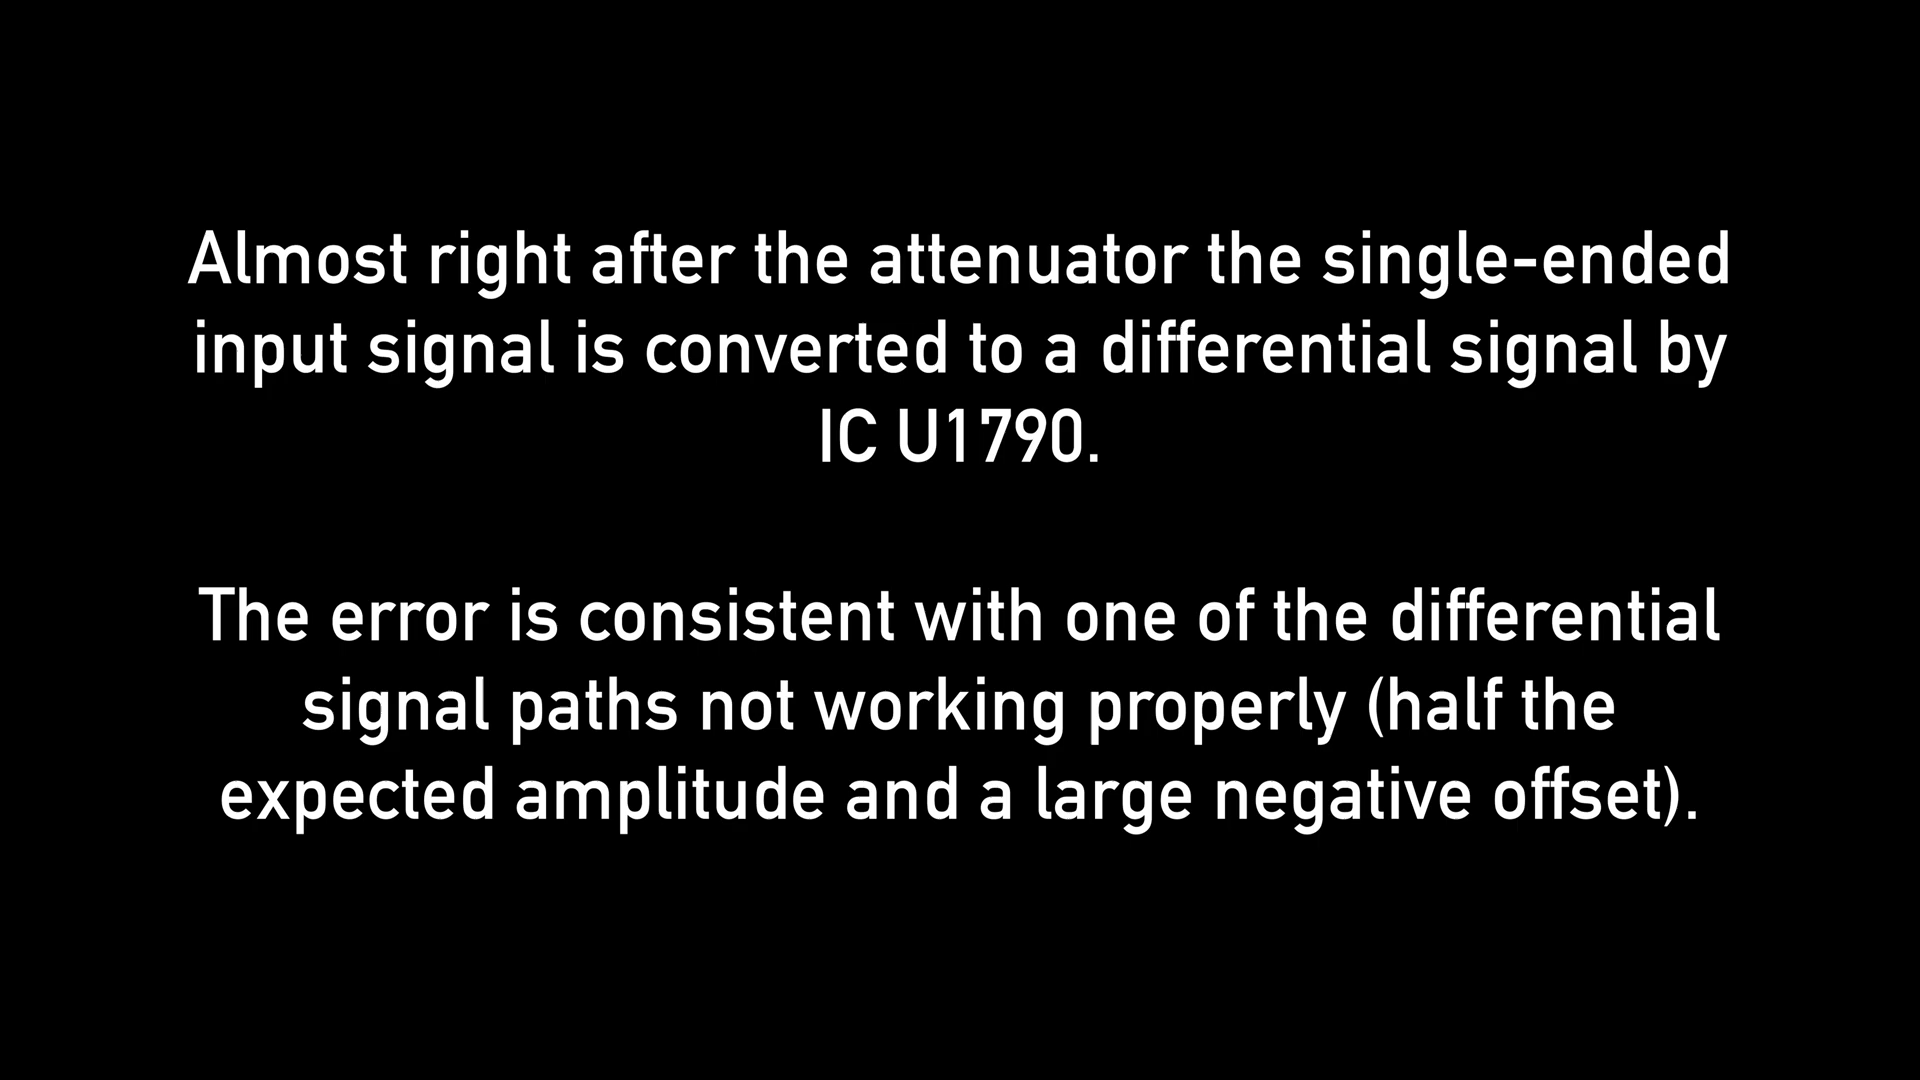 Almost right after the attenuator the single-ended
input signal is converted to a differential signal by
IC U1790.
The error is consistent with one of the differential
signal paths not working properly (half the
expected amplitude and a large negative offset).